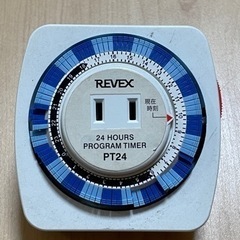 REVEX
現在
時刻
24 HOURS
PROGRAM TIMER
PT24